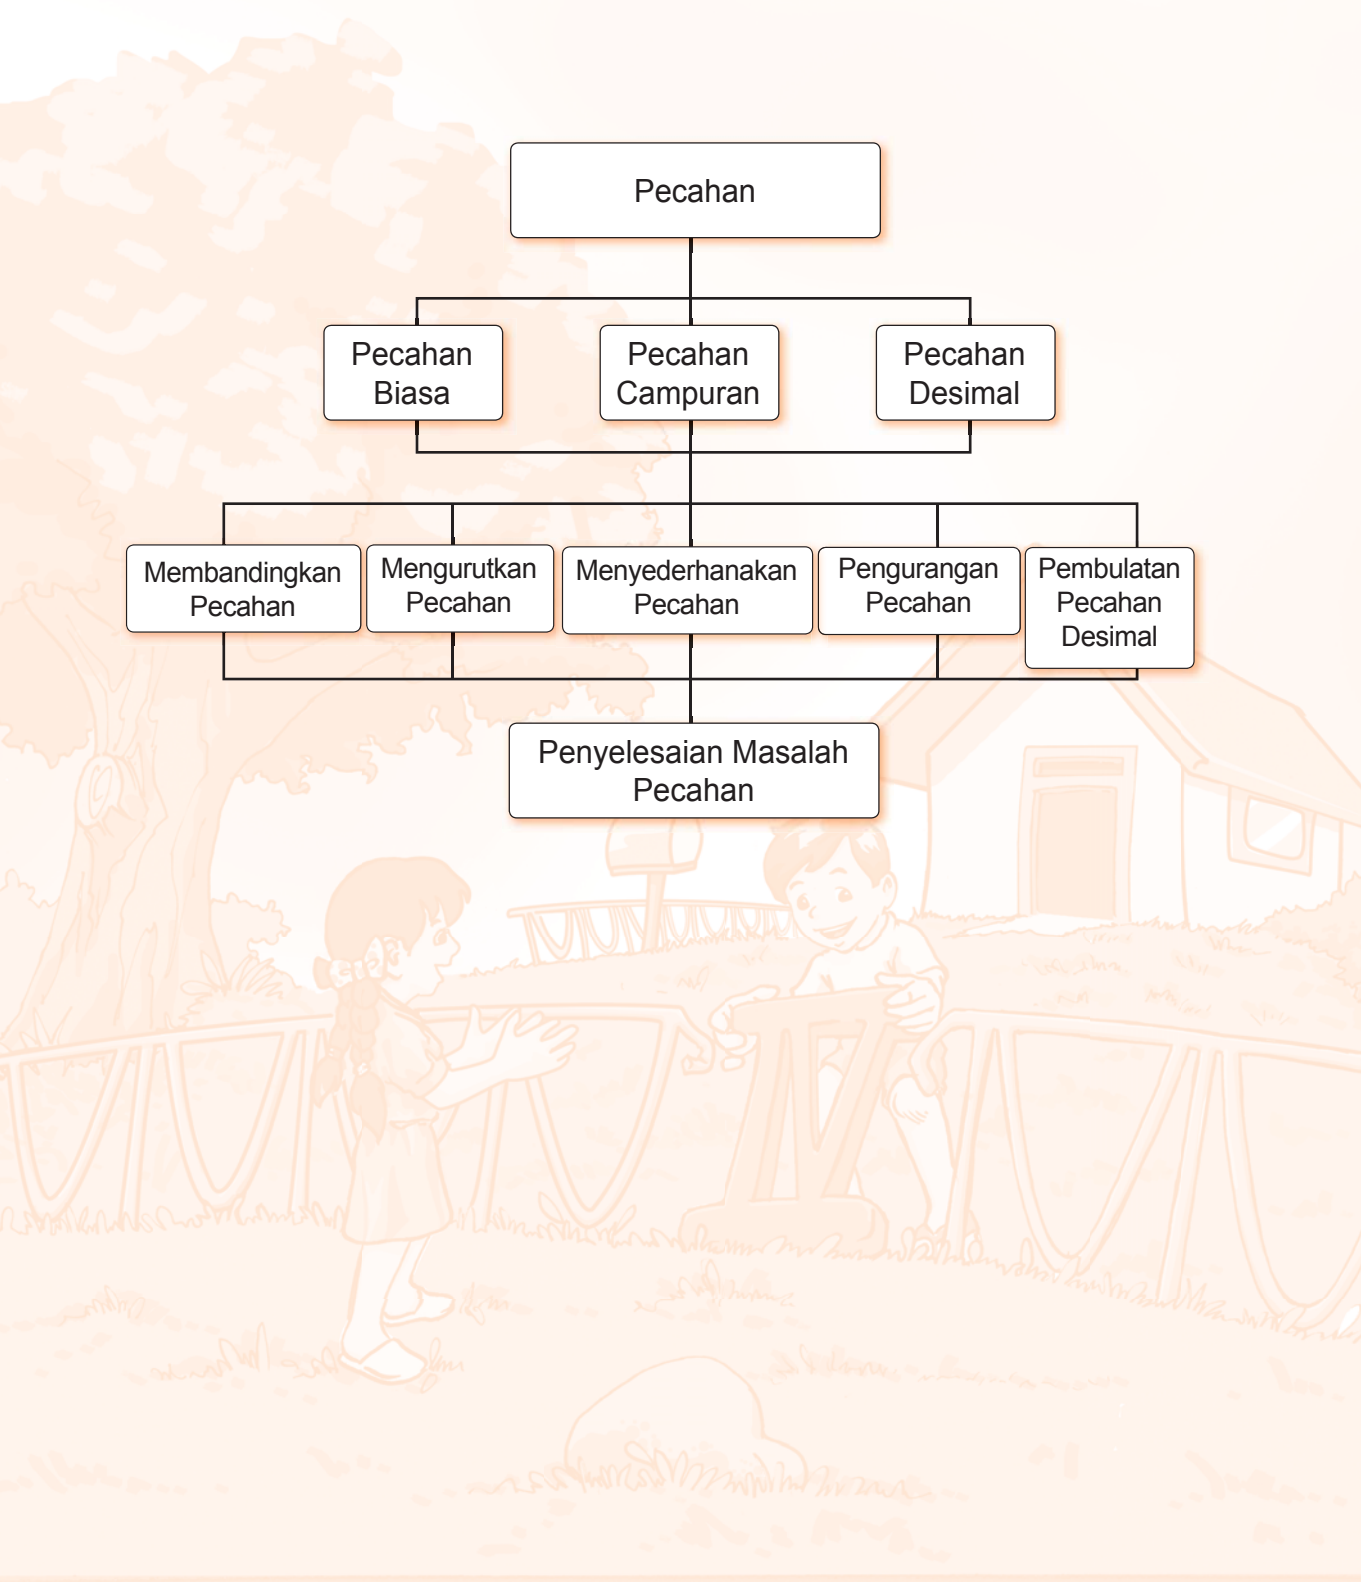 Pecahan
Pecahan
Biasa
Pecahan
Campuran
Pecahan
Desimal
Membandingkan
Pecahan
Mengurutkan
Pecahan
Menyederhanakan
Pecahan
Pengurangan
Pecahan
Pembulatan
Pecahan
Desimal
Penyelesaian Masalah
Pecahan